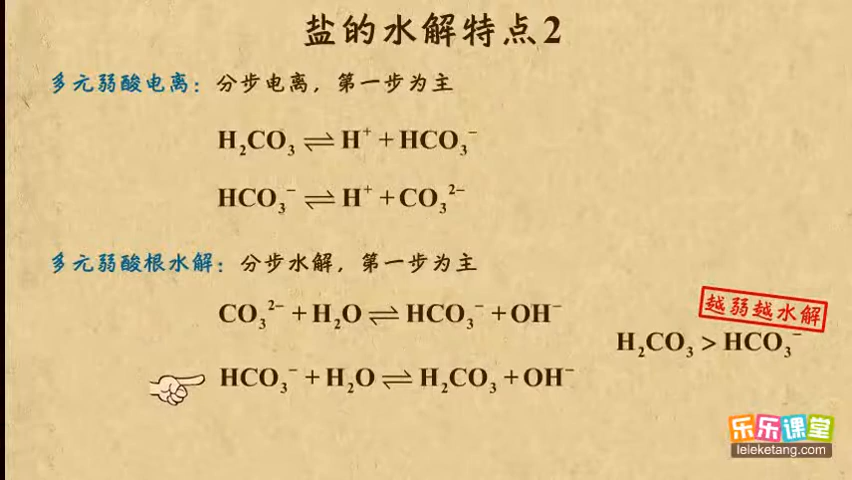 盐的水解特点2
多元弱酸电离：分步电离，第一步为主
H₂CO₃ ⇌ H⁺ + HCO₃⁻
HCO₃⁻ ⇌ H⁺ + CO₃²⁻
多元弱酸根水解：分步水解，第一步为主
CO₃²⁻ + H₂O ⇌ HCO₃⁻ + OH⁻
越弱越水解
H₂CO₃ > HCO₃⁻
HCO₃⁻ + H₂O ⇌ H₂CO₃ + OH⁻
乐乐课堂
leleketang.com